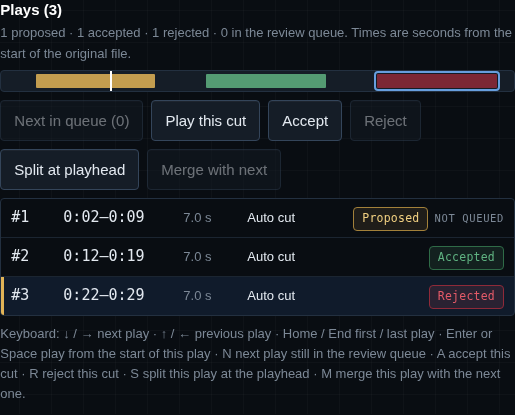 Plays (3)
1 proposed · 1 accepted · 1 rejected · 0 in the review queue. Times are seconds from the
start of the original file.
Next in queue (0) Play this cut Accept Reject
Split at playhead Merge with next
#1 0:02–0:09 7.0 s Auto cut Proposed NOT QUEUED
#2 0:12–0:19 7.0 s Auto cut Accepted
#3 0:22–0:29 7.0 s Auto cut Rejected
Keyboard: ↓ / → next play · ↑ / ← previous play · Home / End first / last play · Enter or
Space play from the start of this play · N next play still in the review queue · A accept this
cut · R reject this cut · S split this play at the playhead · M merge this play with the next
one.